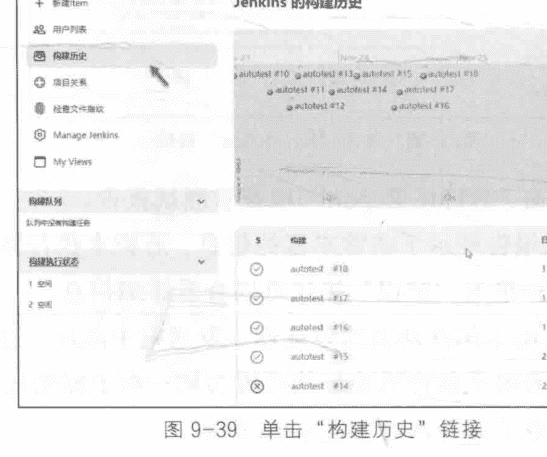 新建Item
Jenkins 的构建历史
用户列表
构建历史
项目关系
检查文件指纹
Manage Jenkins
My Views
构建队列
队列中没有构建任务
构建执行状态
1 空闲
2 空闲
Nov 23
autotest #10 autotest #13 autotest #15 autotest #18
autotest #11 autotest #14 autotest #17
autotest #12 autotest #16
S 构建
autotest #18
autotest #17
autotest #16
autotest #15
autotest #14
图 9-39 单击“构建历史”链接